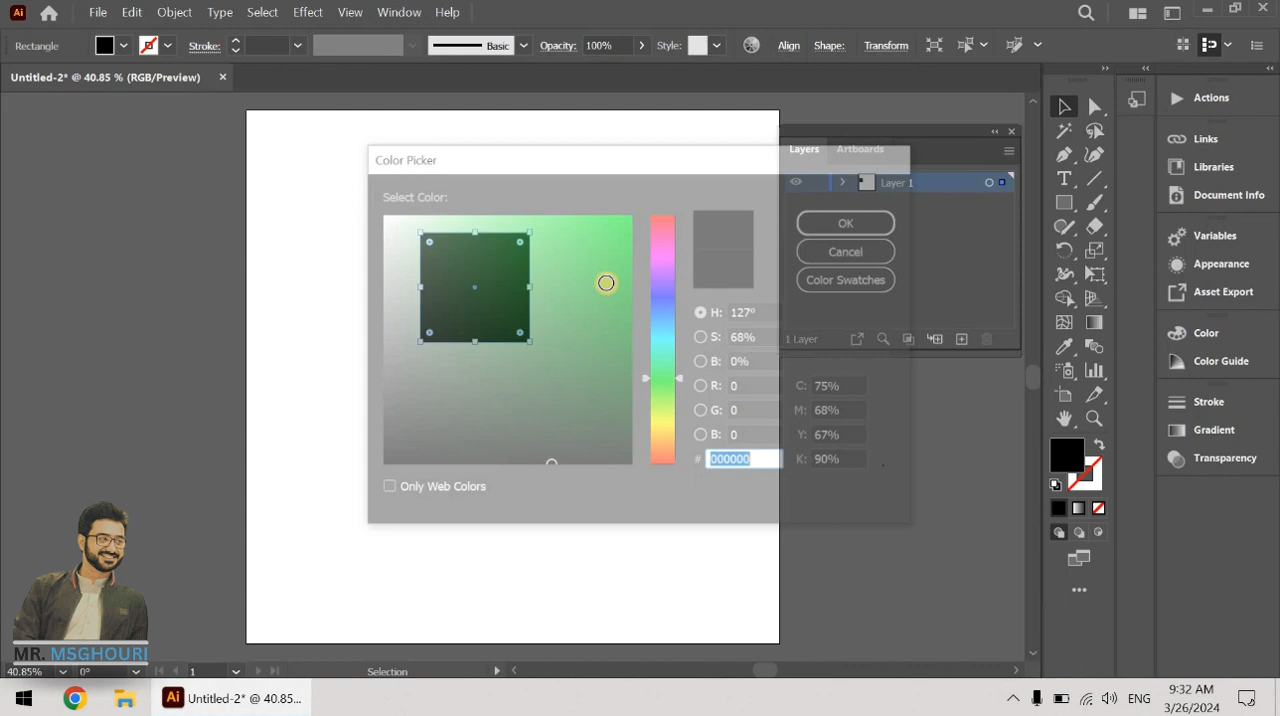 Ai File Edit Object Type Select Effect View Window Help
Rectangle Stroke: Basic Opacity: 100% Style: Align Shape: Transform
Untitled-2* @ 40.85 % (RGB/Preview) ×
Color Picker
Select Color:
Layers Artboards
Layer 1
OK
Cancel
Color Swatches
H: 127º
S: 68%
B: 0%
R: 0
G: 0
B: 0
# 000000
C: 75%
M: 68%
Y: 67%
K: 90%
1 Layer
Only Web Colors
Actions
Links
Libraries
Document Info
Variables
Appearance
Asset Export
Color
Color Guide
Stroke
Gradient
Transparency
MR. MSGHOURI
40.85% 0° 1 Selection
Ai Untitled-2* @ 40.85...
ENG
9:32 AM
3/26/2024